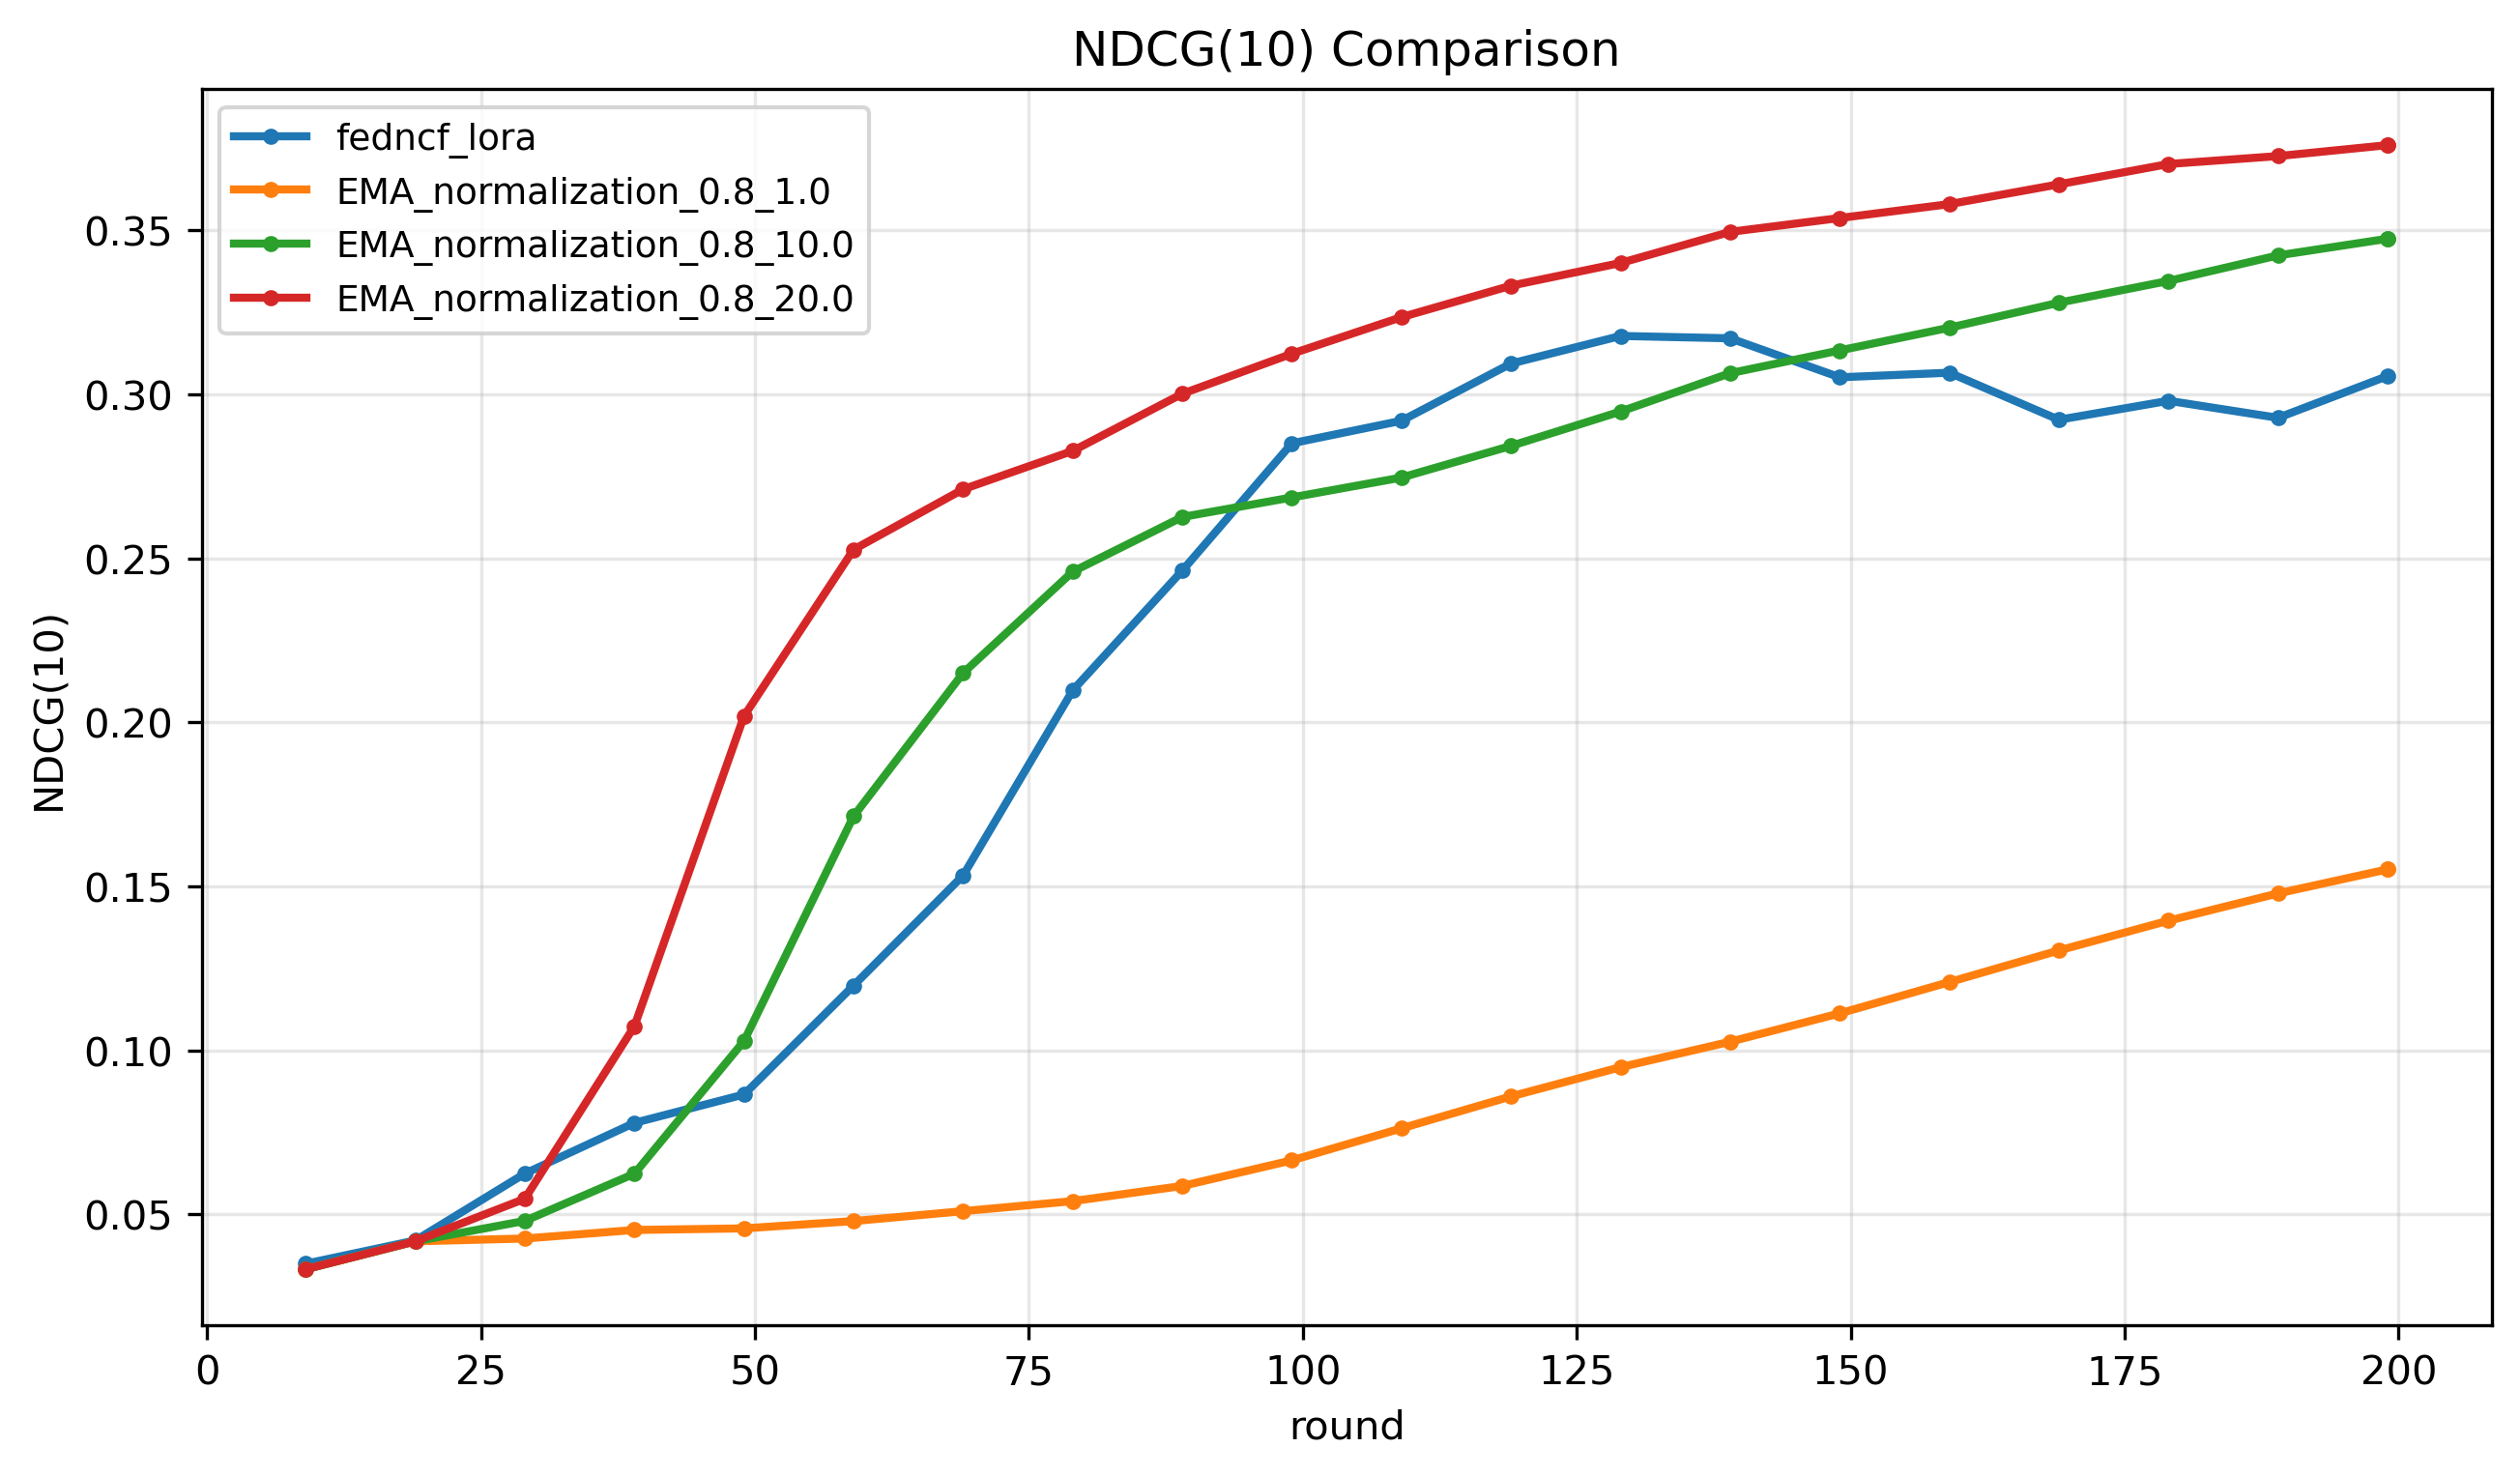 NDCG(10) Comparison
fedncf_lora
EMA_normalization_0.8_1.0
EMA_normalization_0.8_10.0
EMA_normalization_0.8_20.0
NDCG(10)
0.35
0.30
0.25
0.20
0.15
0.10
0.05
0 25 50 75 100 125 150 175 200
round